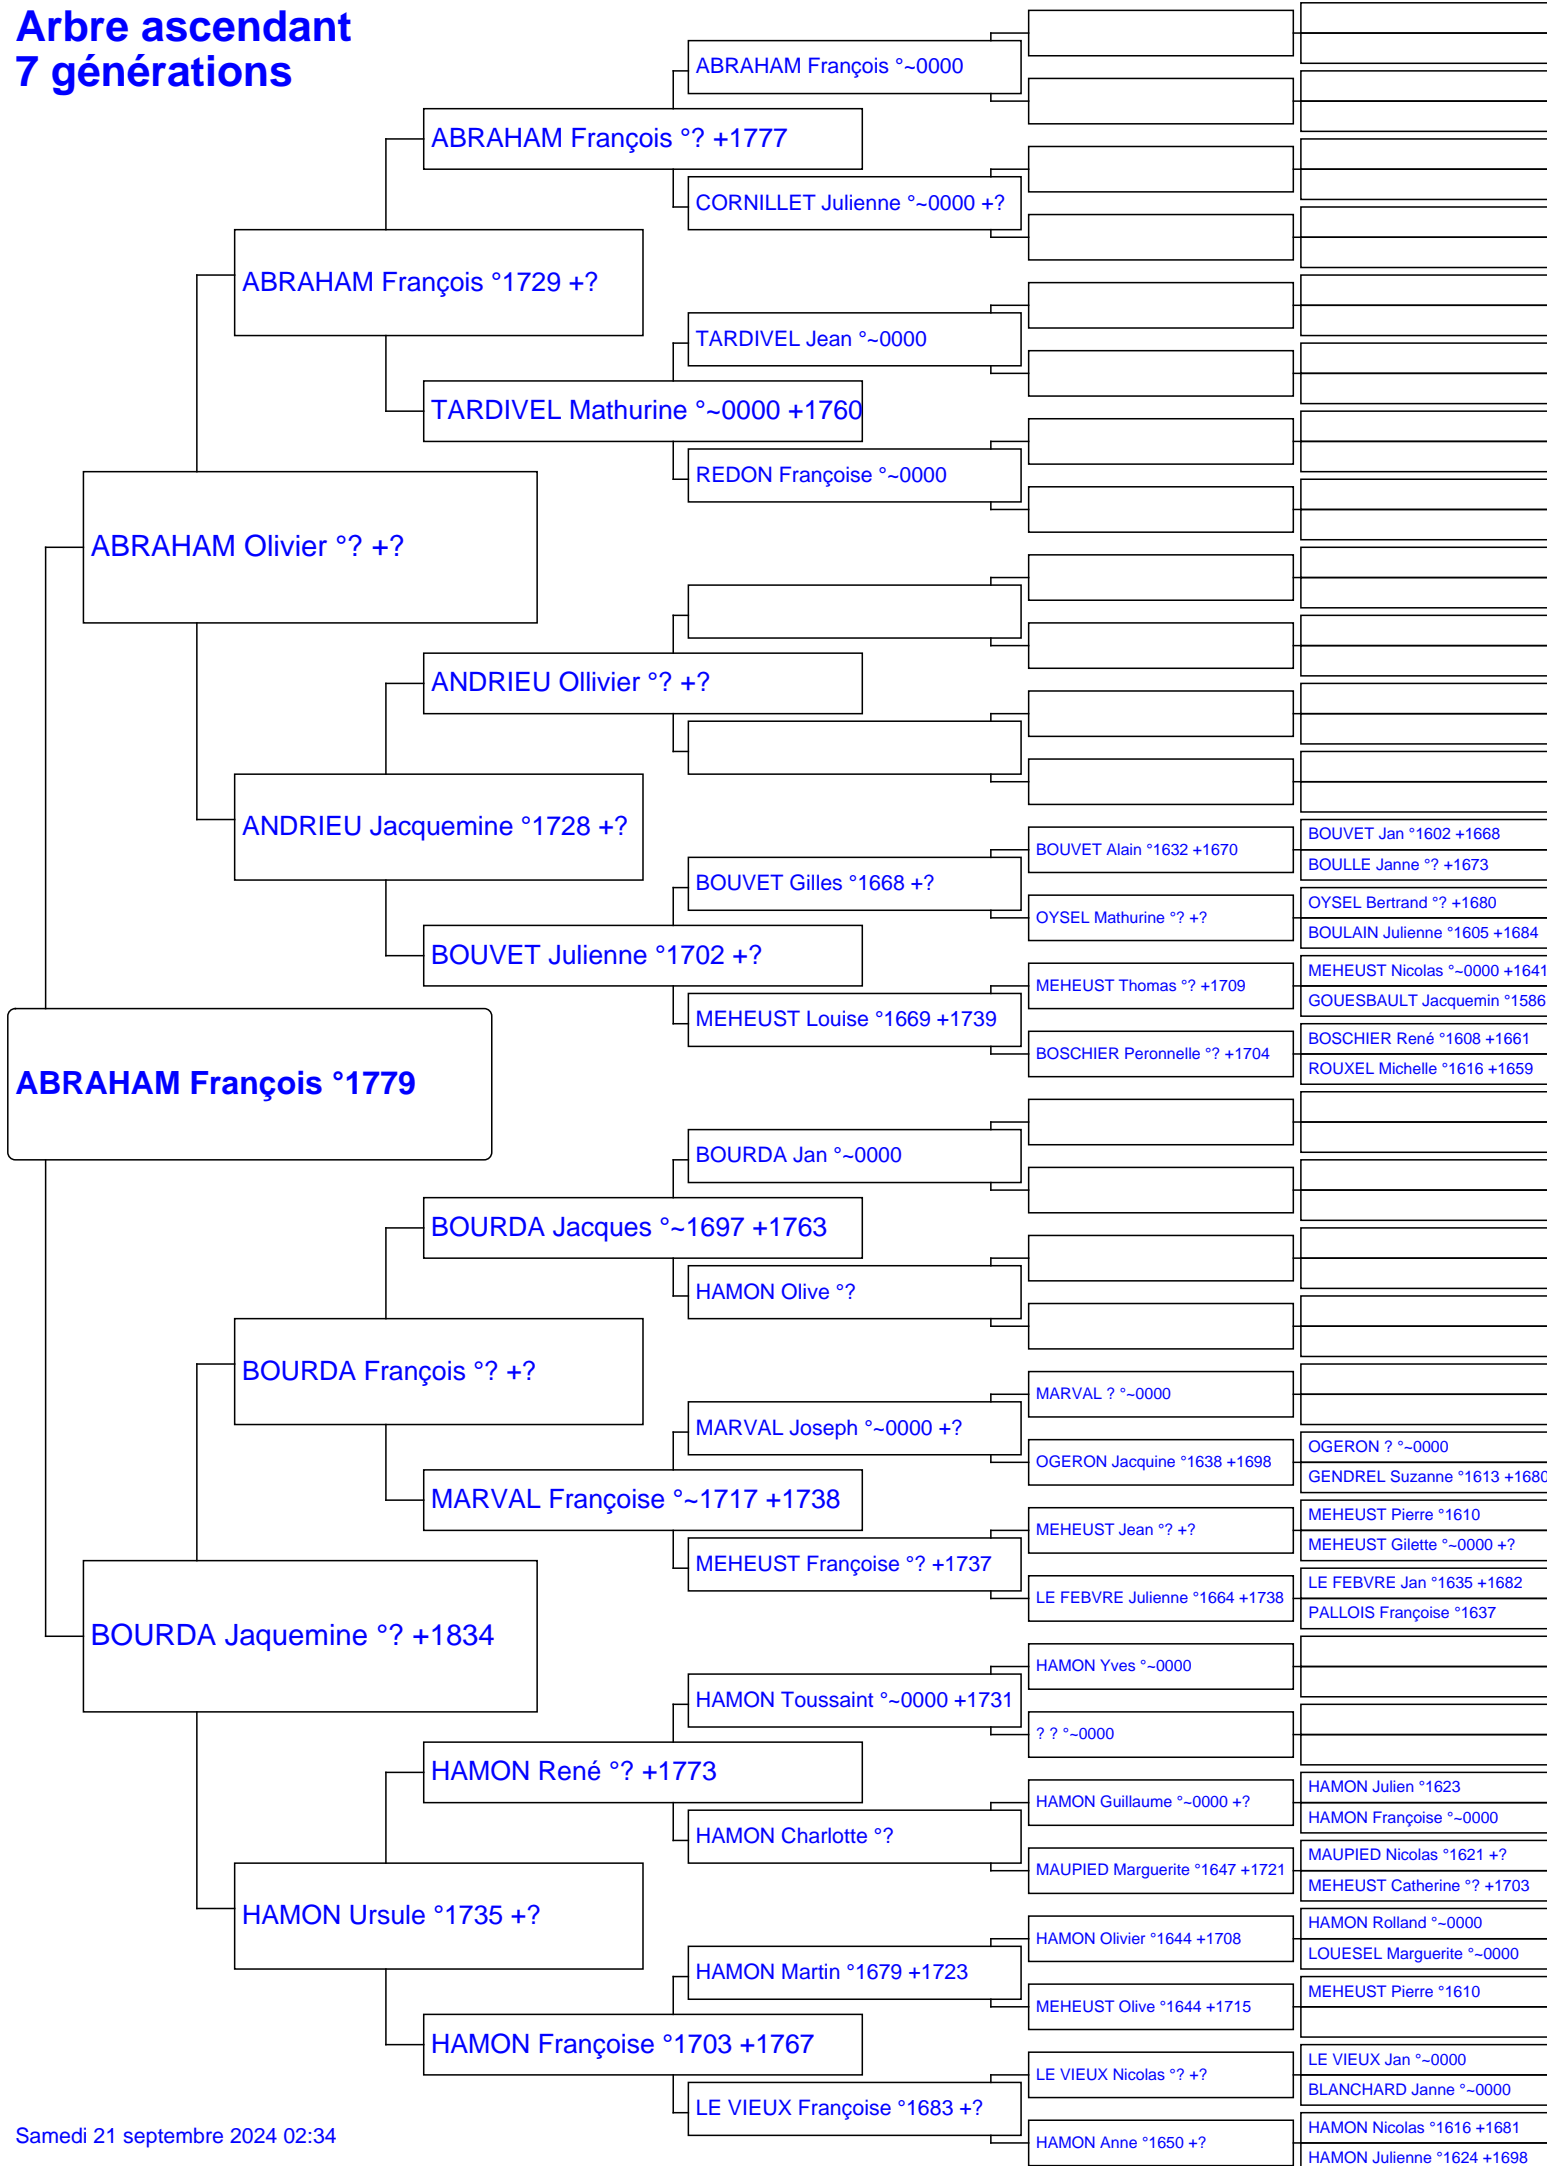 Arbre ascendant
7 générations
ABRAHAM François °~0000
ABRAHAM François °? +1777
CORNILLET Julienne °~0000 +?
ABRAHAM François °1729 +?
TARDIVEL Jean °~0000
TARDIVEL Mathurine °~0000 +1760
REDON Françoise °~0000
ABRAHAM Olivier °? +?
ANDRIEU Ollivier °? +?
ANDRIEU Jacquemine °1728 +?
BOUVET Jan °1602 +1668
BOUVET Alain °1632 +1670
BOULLE Janne °? +1673
BOUVET Gilles °1668 +?
OYSEL Bertrand °? +1680
OYSEL Mathurine °? +?
BOULAIN Julienne °1605 +1684
BOUVET Julienne °1702 +?
MEHEUST Nicolas °~0000 +1641
MEHEUST Thomas °? +1709
GOUESBAULT Jacquemin °1586
MEHEUST Louise °1669 +1739
BOSCHIER René °1608 +1661
BOSCHIER Peronnelle °? +1704
ROUXEL Michelle °1616 +1659
ABRAHAM François °1779
BOURDA Jan °~0000
BOURDA Jacques °~1697 +1763
HAMON Olive °?
BOURDA François °? +?
MARVAL ? °~0000
MARVAL Joseph °~0000 +?
OGERON ? °~0000
OGERON Jacquine °1638 +1698
GENDREL Suzanne °1613 +1680
MARVAL Françoise °~1717 +1738
MEHEUST Pierre °1610
MEHEUST Jean °? +?
MEHEUST Gilette °~0000 +?
MEHEUST Françoise °? +1737
LE FEBVRE Jan °1635 +1682
LE FEBVRE Julienne °1664 +1738
PALLOIS Françoise °1637
BOURDA Jaquemine °? +1834
HAMON Yves °~0000
HAMON Toussaint °~0000 +1731
? ? °~0000
HAMON René °? +1773
HAMON Julien °1623
HAMON Guillaume °~0000 +?
HAMON Françoise °~0000
HAMON Charlotte °?
MAUPIED Nicolas °1621 +?
MAUPIED Marguerite °1647 +1721
MEHEUST Catherine °? +1703
HAMON Ursule °1735 +?
HAMON Rolland °~0000
HAMON Olivier °1644 +1708
LOUESEL Marguerite °~0000
HAMON Martin °1679 +1723
MEHEUST Pierre °1610
MEHEUST Olive °1644 +1715
HAMON Françoise °1703 +1767
LE VIEUX Jan °~0000
LE VIEUX Nicolas °? +?
BLANCHARD Janne °~0000
LE VIEUX Françoise °1683 +?
HAMON Nicolas °1616 +1681
HAMON Anne °1650 +?
HAMON Julienne °1624 +1698
Samedi 21 septembre 2024 02:34